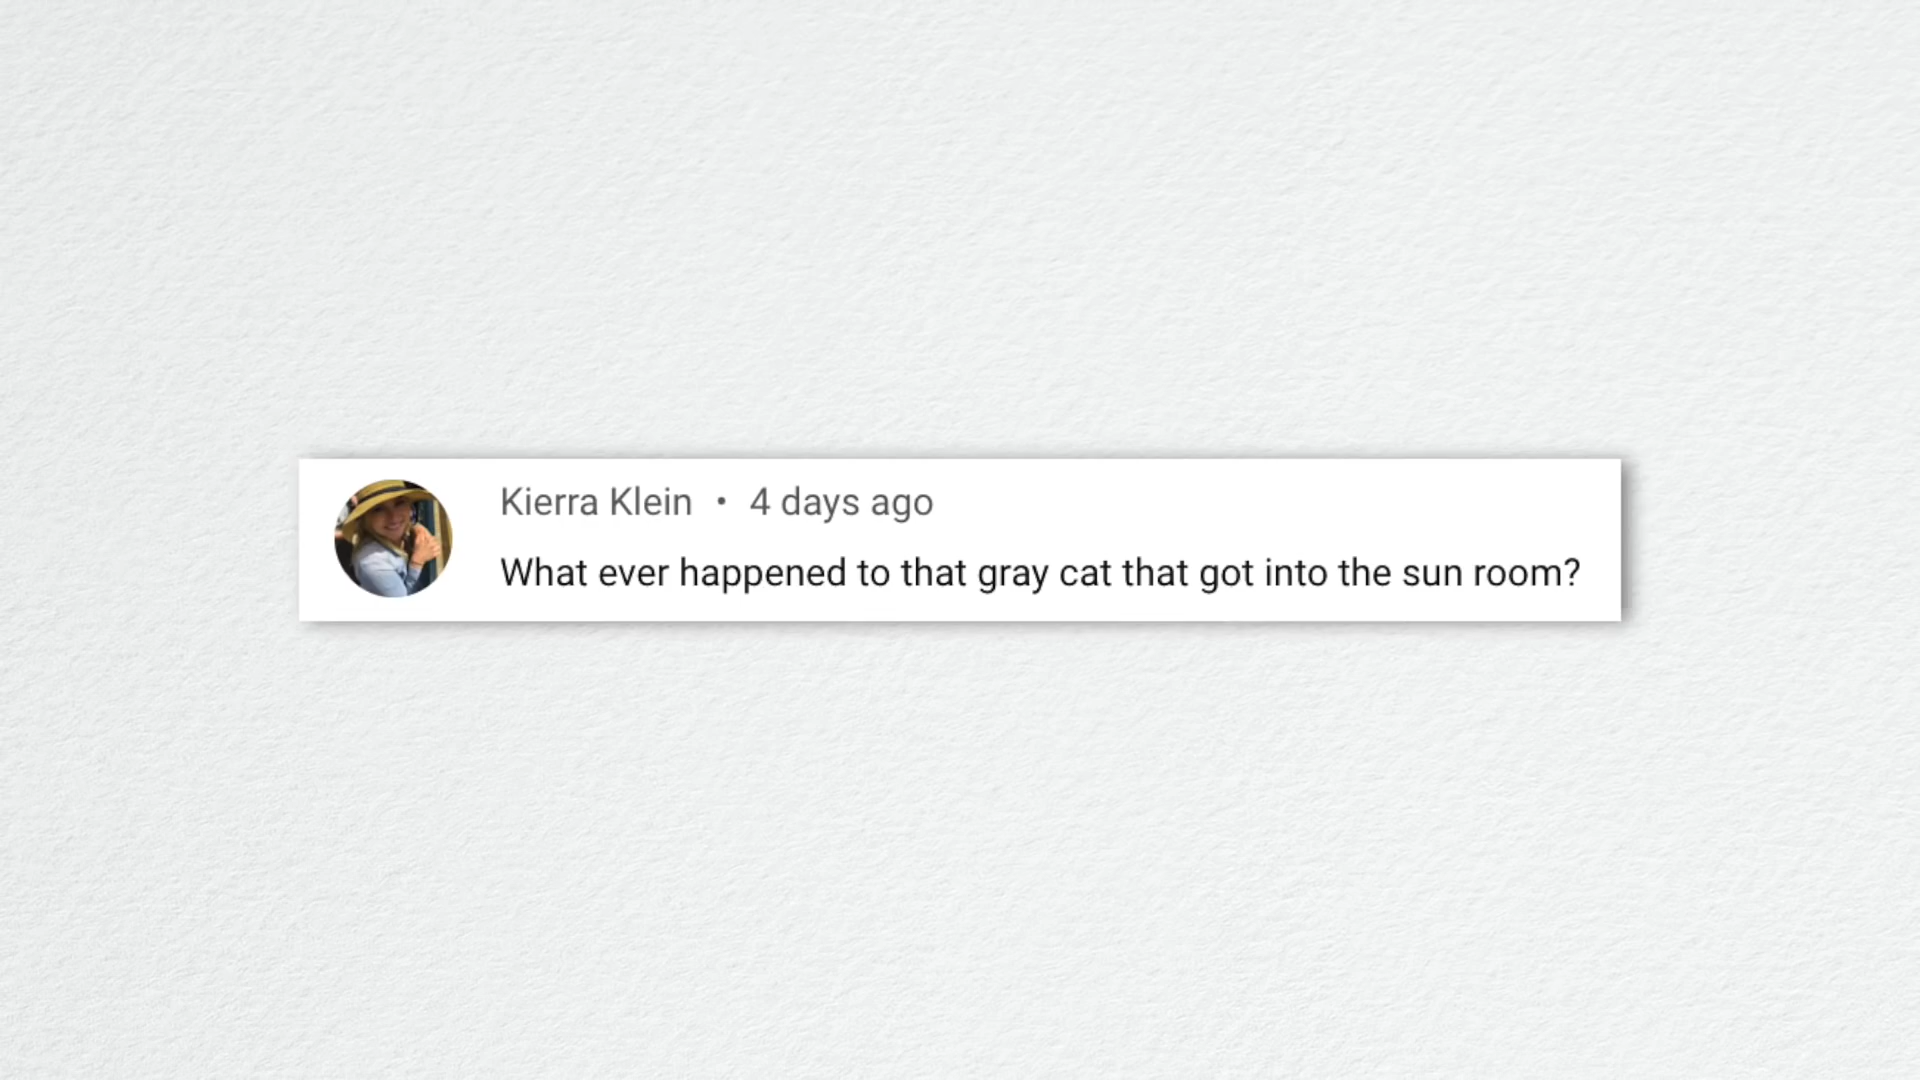 Kierra Klein • 4 days ago
What ever happened to that gray cat that got into the sun room?